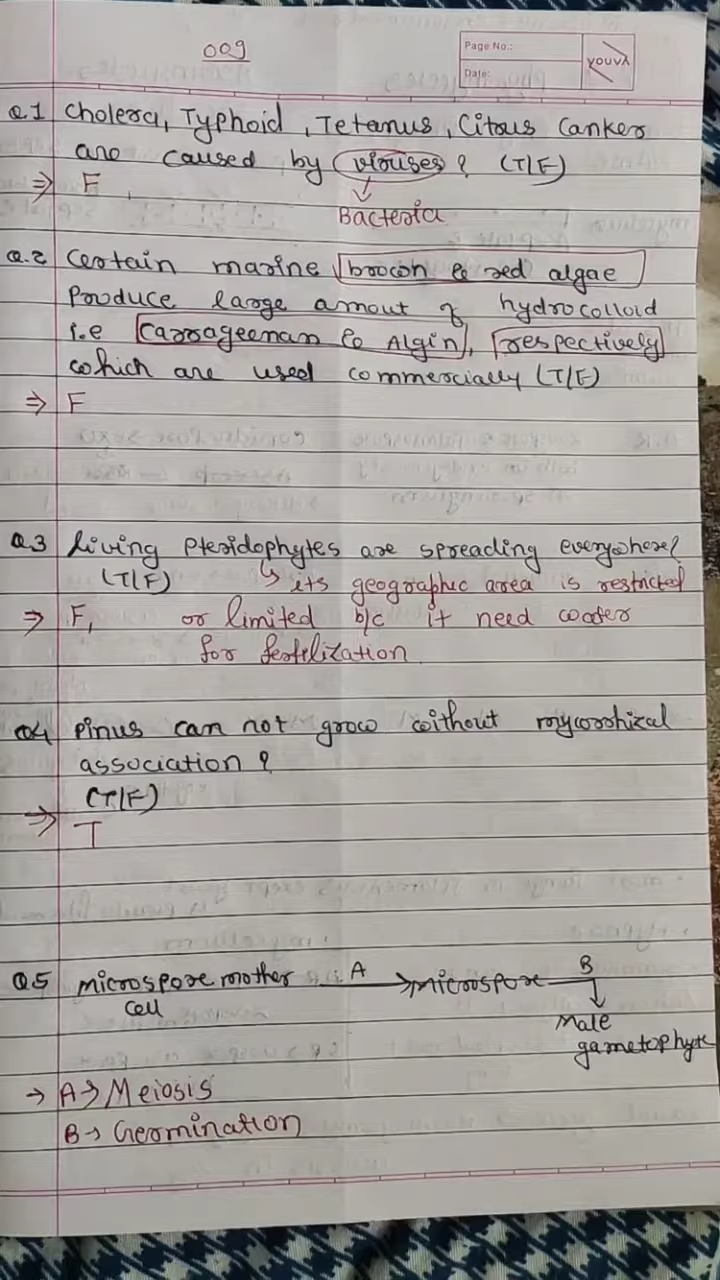 009
Page No.:
Date:
YOUVA
Q.1 Cholera, Typhoid, Tetanus, Citrus Canker
are caused by viruses? (T/F)
⇒ F,
Bacteria
Q.2 Certain marine brown & red algae
Produce large amout of hydrocolloid
i.e Carrageenan & Algin, respectively
which are used commercially (T/F)
⇒ F
Q.3 Living Pteridophytes are spreading everywhere?
(T/F) ↳ its geographic area is restricted
⇒ F, or limited b/c it need water
for fertilization.
Q4 Pinus can not grow without mycorrhizal
association?
(T/F)
⇒ T
Q5 Microspore mother A → Microspore B
cell
Male
gametophyte
→ A → Meiosis
B → Germination